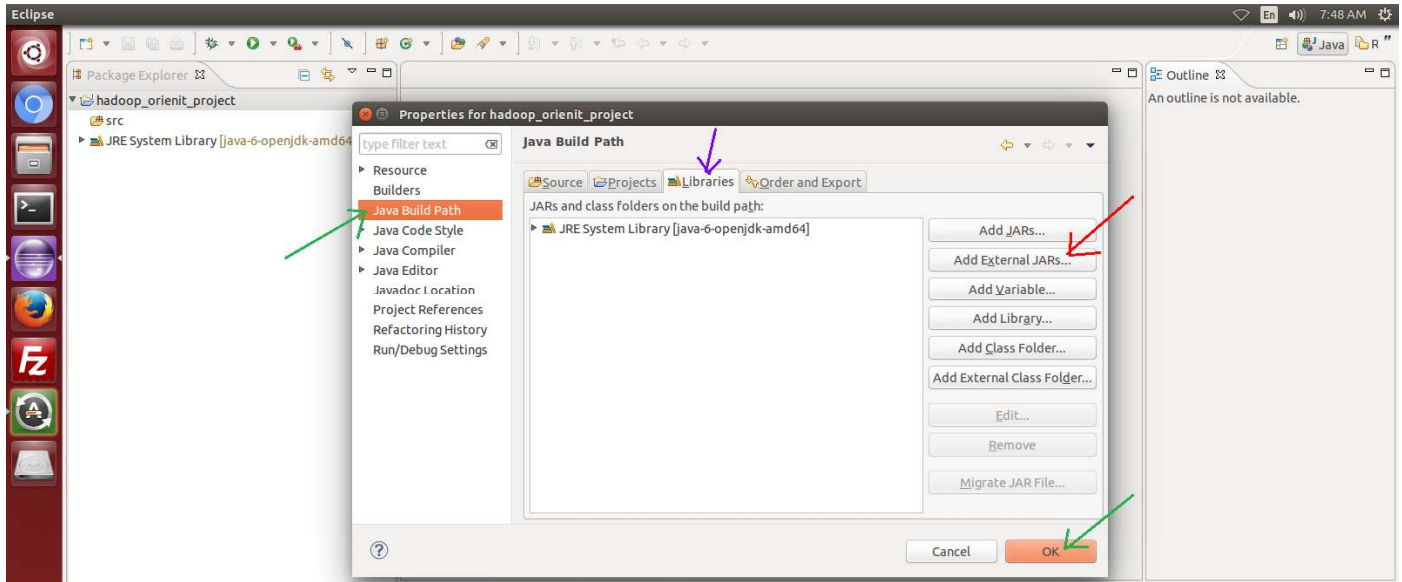 Eclipse
En 7:48 AM
Java R "
Package Explorer
Outline
hadoop_orienit_project
An outline is not available.
src
JRE System Library [java-6-openjdk-amd64
Properties for hadoop_orienit_project
type filter text
Java Build Path
Resource
Builders
Java Build Path
Java Code Style
Java Compiler
Java Editor
Javadoc Location
Project References
Refactoring History
Run/Debug Settings
Source Projects Libraries Order and Export
JARs and class folders on the build path:
JRE System Library [java-6-openjdk-amd64]
Add JARs...
Add External JARs...
Add Variable...
Add Library...
Add Class Folder...
Add External Class Folder...
Edit...
Remove
Migrate JAR File...
Cancel OK